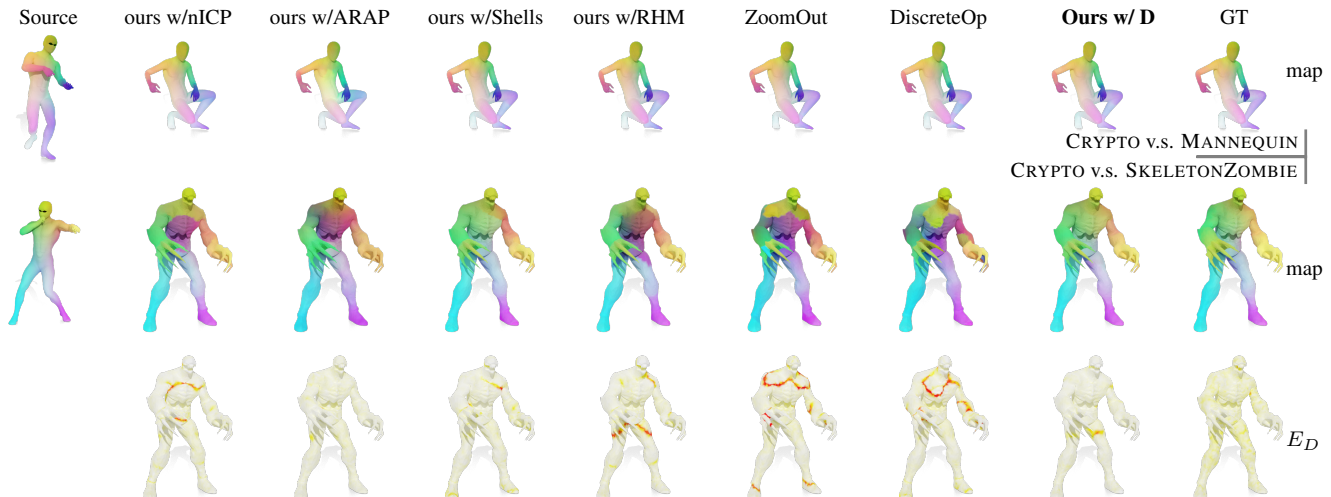 Source ours w/nICP ours w/ARAP ours w/Shells ours w/RHM ZoomOut DiscreteOp Ours w/ D GT
map
CRYPTO v.s. MANNEQUIN
CRYPTO v.s. SKELETONZOMBIE
map
E_D